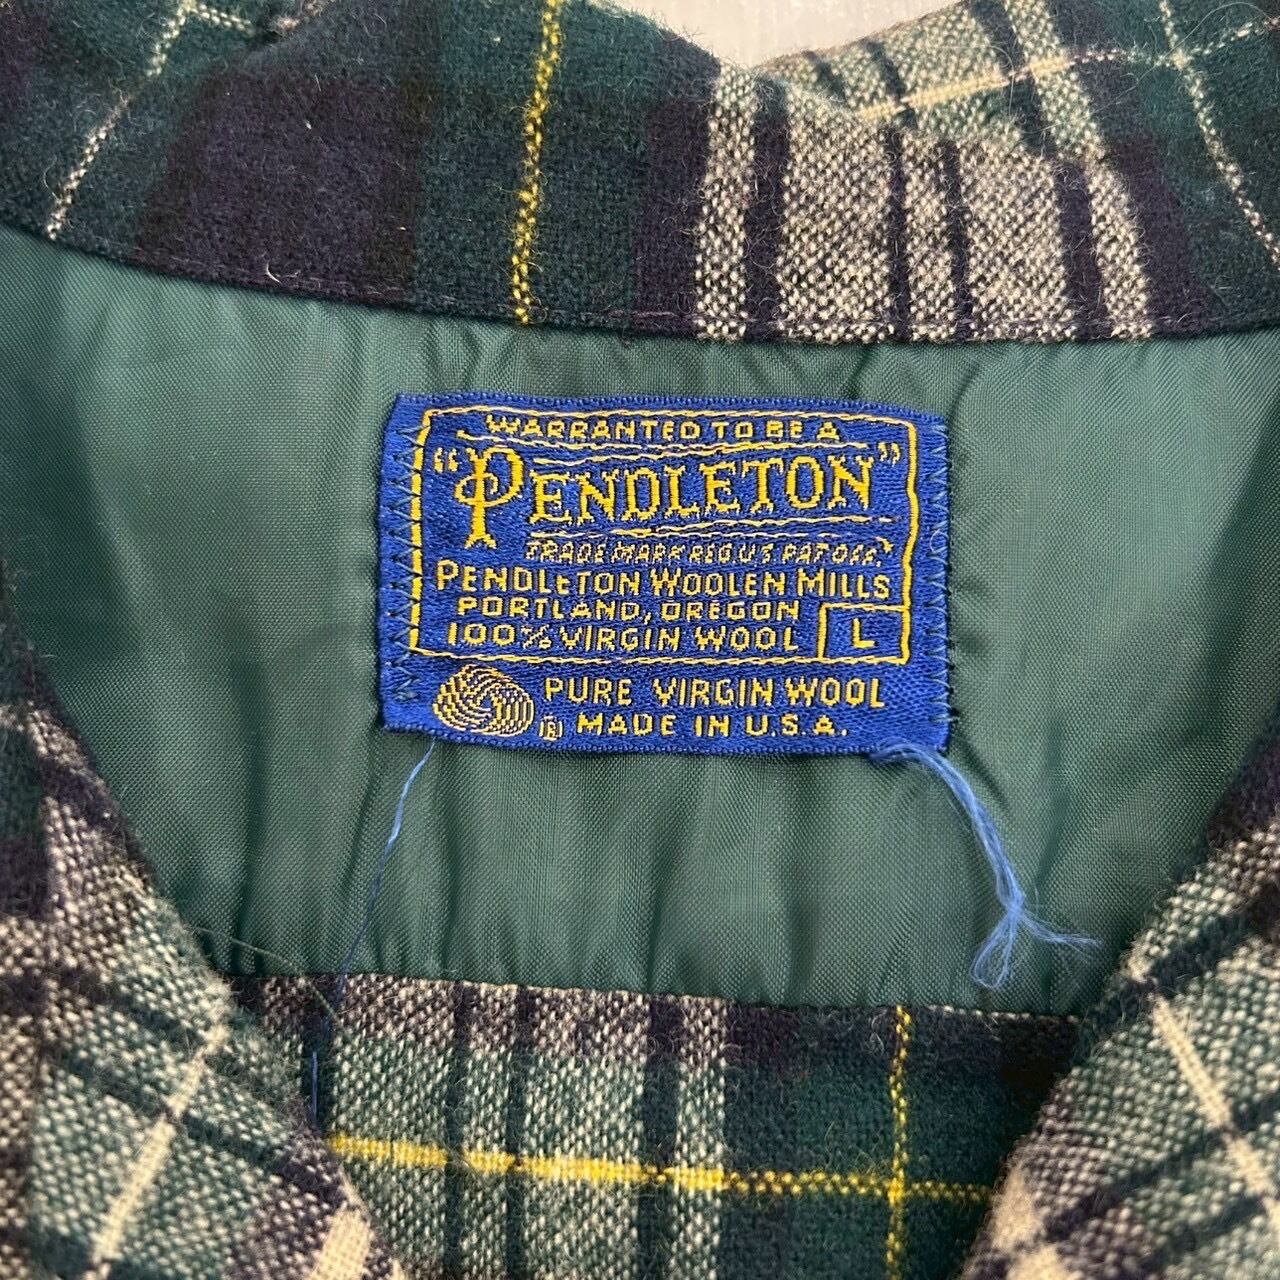 WARRANTED TO BE A
"PENDLETON"
TRADE MARK REG. U.S. PAT. OFF.
PENDLETON WOOLEN MILLS
PORTLAND, OREGON
100% VIRGIN WOOL L
PURE VIRGIN WOOL
® MADE IN U.S.A.